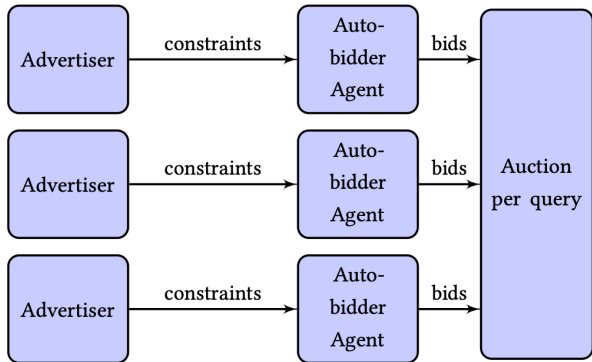 Advertiser
constraints
Auto-
bidder
Agent
bids
Advertiser
constraints
Auto-
bidder
Agent
bids
Advertiser
constraints
Auto-
bidder
Agent
bids
Auction
per query